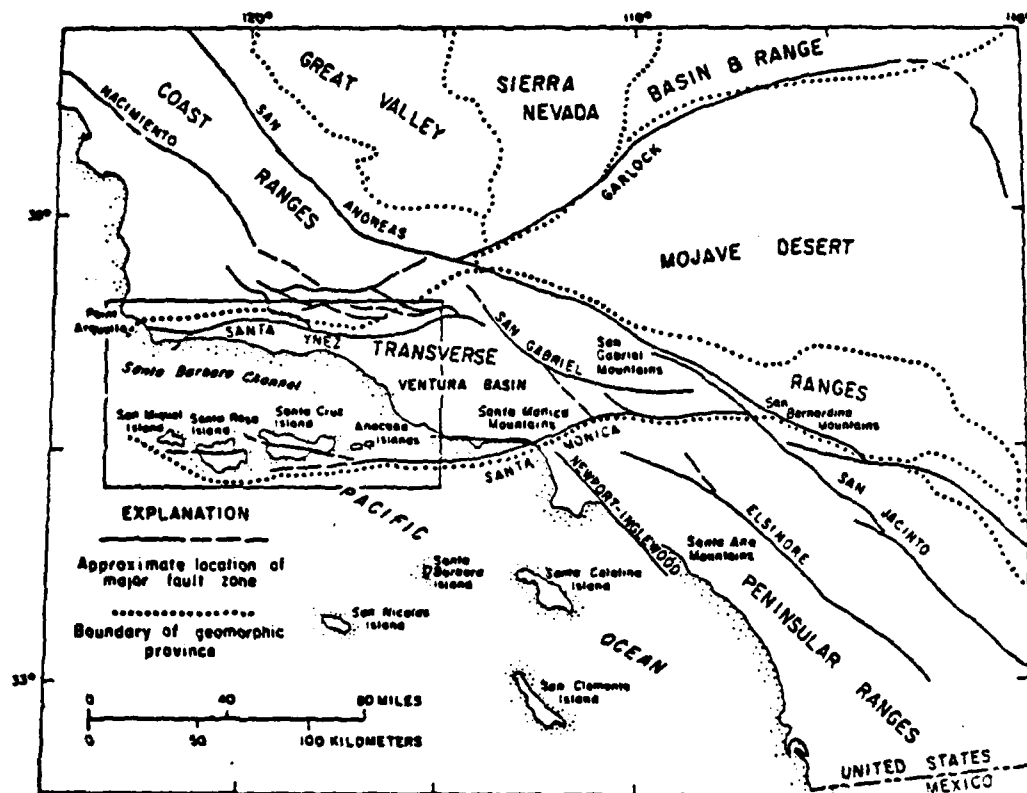 120°
118°
116°
GREAT VALLEY
SIERRA
NEVADA
BASIN & RANGE
COAST
RANGES
NACIMIENTO
SAN
ANDREAS
GARLOCK
MOJAVE DESERT
Point
Arguello
SANTA
YNEZ
TRANSVERSE
RANGES
SAN GABRIEL
San
Gabriel
Mountains
San
Bernardino
Mountains
Santa Barbara Channel
VENTURA BASIN
San Miguel
Island
Santa Rosa
Island
Santa Cruz
Island
Anacapa
Islands
Santa Monica
Mountains
SANTA MONICA
NEWPORT-INGLEWOOD
ELSINORE
SAN JACINTO
Santa Ana
Mountains
PENINSULAR
RANGES
PACIFIC
OCEAN
EXPLANATION
Approximate location of
major fault zone
Boundary of geomorphic
province
Santa
Barbara
Island
Santa Catalina
Island
San Nicolas
Island
San Clemente
Island
33°
0 40 80 MILES
0 50 100 KILOMETERS
UNITED STATES
MEXICO